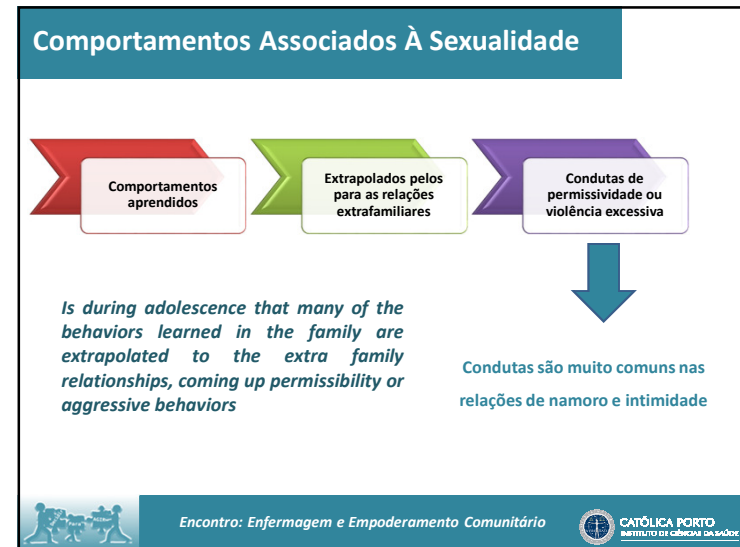 Comportamentos Associados À Sexualidade
Comportamentos
aprendidos
Extrapolados pelos
para as relações
extrafamiliares
Condutas de
permissividade ou
violência excessiva
Is during adolescence that many of the
behaviors learned in the family are
extrapolated to the extra family
relationships, coming up permissibility or
aggressive behaviors
Condutas são muito comuns nas
relações de namoro e intimidade
Encontro: Enfermagem e Empoderamento Comunitário
CATÓLICA PORTO
INSTITUTO DE CIÊNCIAS DA SAÚDE